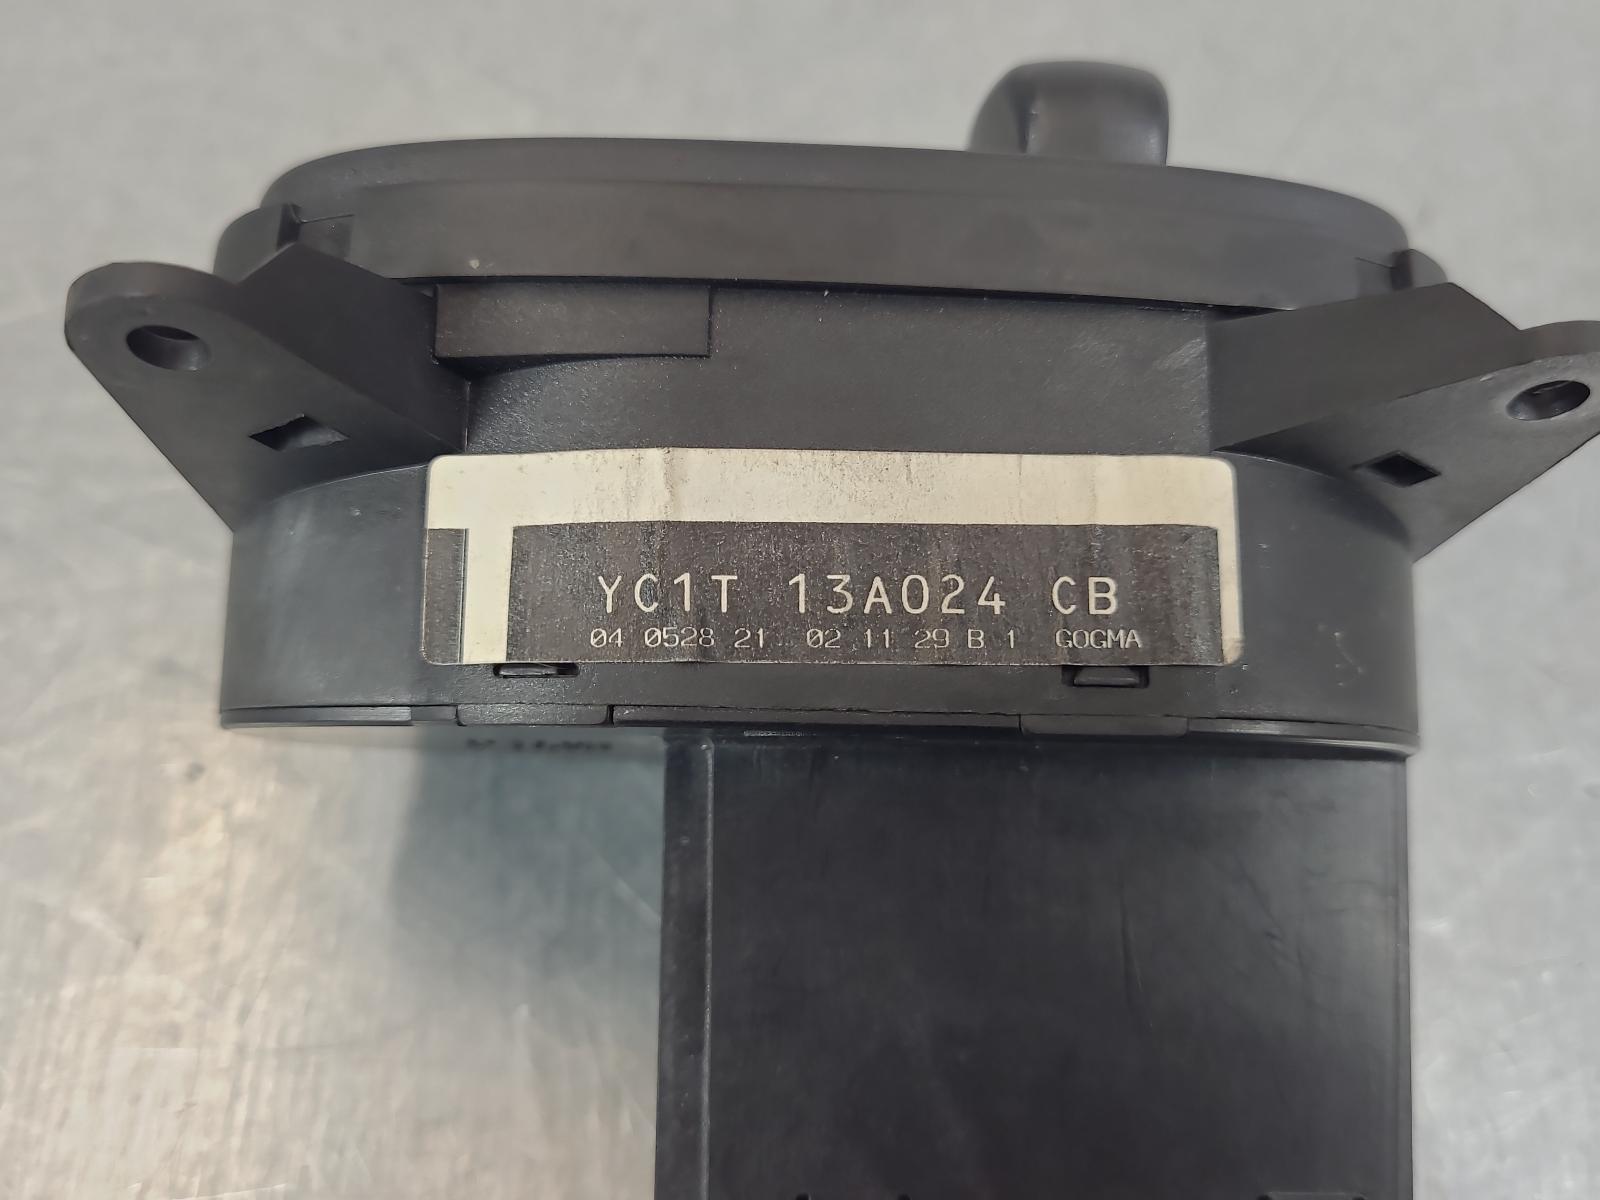 YC1T 13A024 CB
04 0528 21 02 11 29 B 1 GOGMA